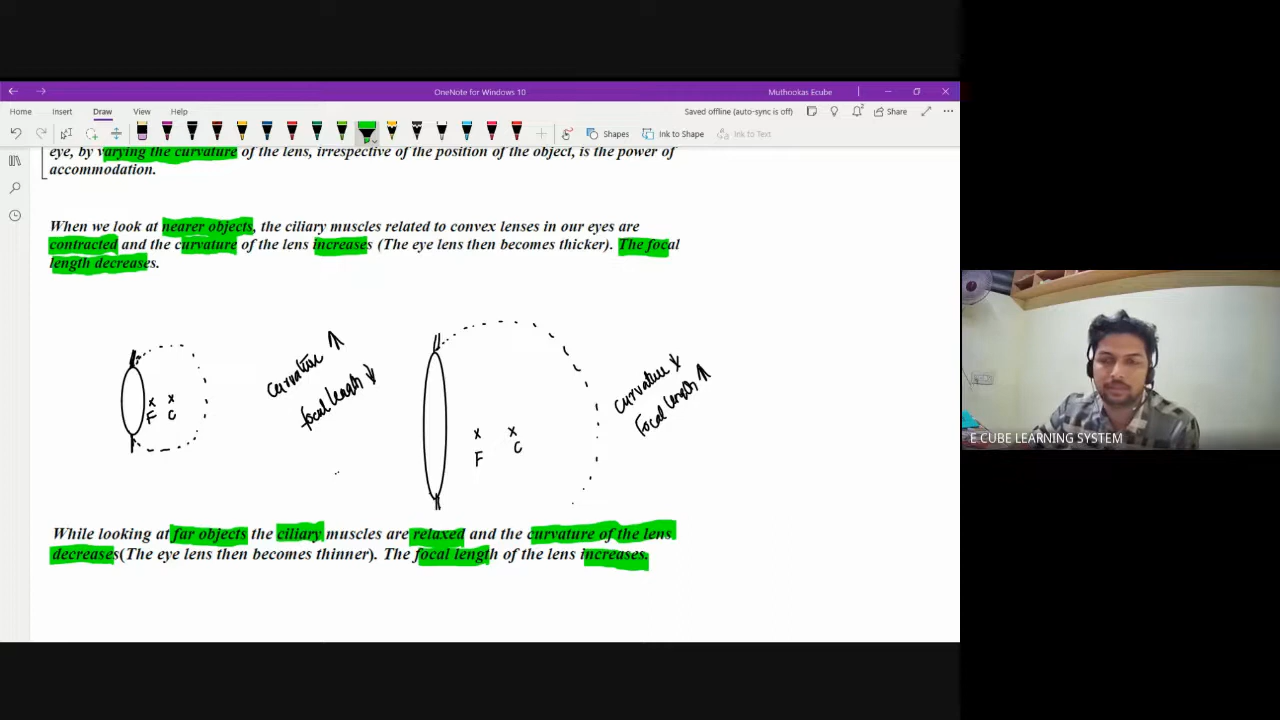 OneNote for Windows 10
Muthookas Ecube
Home Insert Draw View Help
Saved offline (auto-sync is off)
Share
Shapes
Ink to Shape
Ink to Text
eye, by varying the curvature of the lens, irrespective of the position of the object, is the power of
accommodation.
When we look at nearer objects, the ciliary muscles related to convex lenses in our eyes are
contracted and the curvature of the lens increases (The eye lens then becomes thicker). The focal
length decreases.
curvature ↑
focal length ↓
F C
curvature ↓
Focal length ↑
F C
E CUBE LEARNING SYSTEM
While looking at far objects the ciliary muscles are relaxed and the curvature of the lens
decreases(The eye lens then becomes thinner). The focal length of the lens increases.